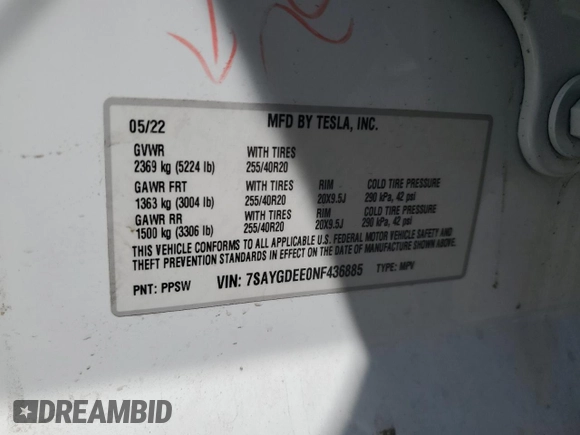 05/22 MFD BY TESLA, INC.
GVWR WITH TIRES
2369 kg (5224 lb) 255/40R20
GAWR FRT WITH TIRES RIM COLD TIRE PRESSURE
1363 kg (3004 lb) 255/40R20 20X9.5J 290 kPa, 42 psi
GAWR RR WITH TIRES RIM COLD TIRE PRESSURE
1500 kg (3306 lb) 255/40R20 20X9.5J 290 kPa, 42 psi
THIS VEHICLE CONFORMS TO ALL APPLICABLE U.S. FEDERAL MOTOR VEHICLE SAFETY AND
THEFT PREVENTION STANDARDS IN EFFECT ON THE DATE OF MANUFACTURE SHOWN ABOVE.
PNT: PPSW VIN: 7SAYGDEE0NF436885 TYPE: MPV
DREAMBID